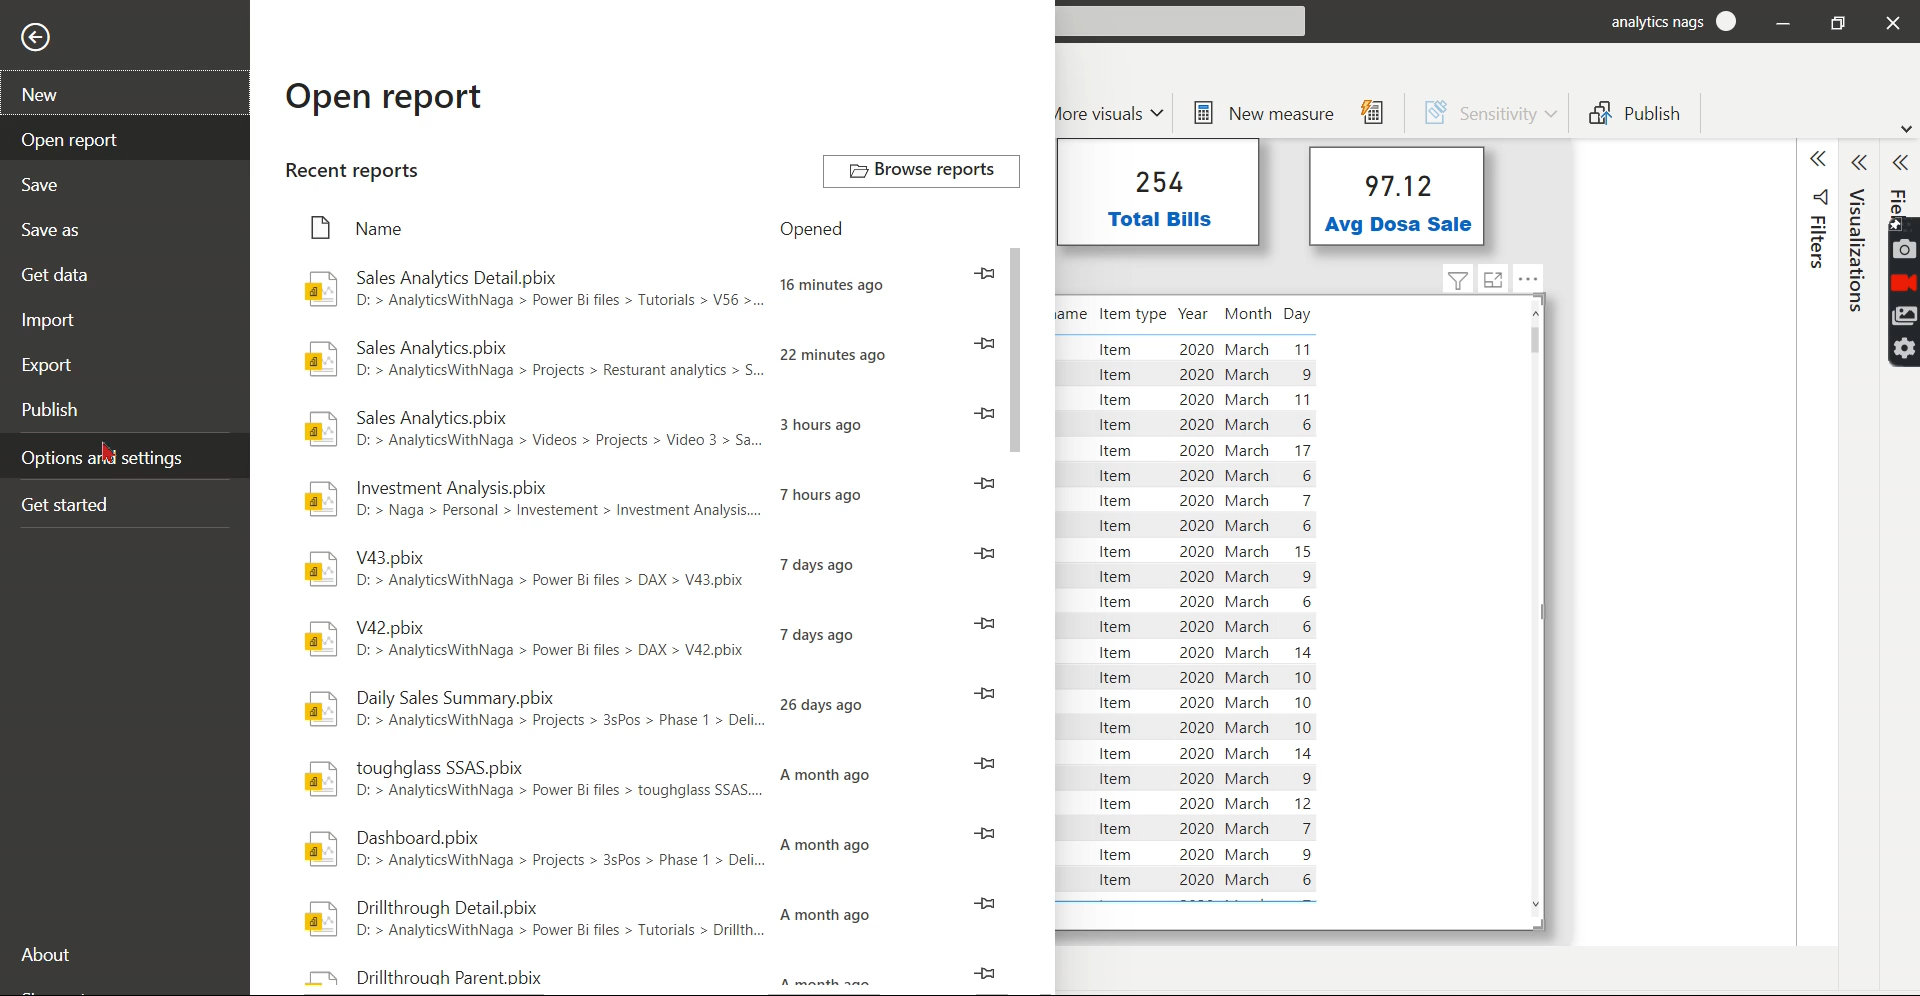 analytics nags
New
Open report
Save
Save as
Get data
Import
Export
Publish
Options and settings
Get started
About
Open report
Recent reports
Browse reports
Name Opened
Sales Analytics Detail.pbix
D: > AnalyticsWithNaga > Power Bi files > Tutorials > V56 >...
16 minutes ago
Sales Analytics.pbix
D: > AnalyticsWithNaga > Projects > Resturant analytics > S...
22 minutes ago
Sales Analytics.pbix
D: > AnalyticsWithNaga > Videos > Projects > Video 3 > Sa...
3 hours ago
Investment Analysis.pbix
D: > Naga > Personal > Investement > Investment Analysis....
7 hours ago
V43.pbix
D: > AnalyticsWithNaga > Power Bi files > DAX > V43.pbix
7 days ago
V42.pbix
D: > AnalyticsWithNaga > Power Bi files > DAX > V42.pbix
7 days ago
Daily Sales Summary.pbix
D: > AnalyticsWithNaga > Projects > 3sPos > Phase 1 > Deli...
26 days ago
toughglass SSAS.pbix
D: > AnalyticsWithNaga > Power Bi files > toughglass SSAS....
A month ago
Dashboard.pbix
D: > AnalyticsWithNaga > Projects > 3sPos > Phase 1 > Deli...
A month ago
Drillthrough Detail.pbix
D: > AnalyticsWithNaga > Power Bi files > Tutorials > Drillth...
A month ago
Drillthrough Parent.pbix
A month ago
More visuals New measure Sensitivity Publish
254
Total Bills
97.12
Avg Dosa Sale
Filters
Visualizations
ame Item type Year Month Day
Item 2020 March 11
Item 2020 March 9
Item 2020 March 11
Item 2020 March 6
Item 2020 March 17
Item 2020 March 6
Item 2020 March 7
Item 2020 March 6
Item 2020 March 15
Item 2020 March 9
Item 2020 March 6
Item 2020 March 6
Item 2020 March 14
Item 2020 March 10
Item 2020 March 10
Item 2020 March 10
Item 2020 March 14
Item 2020 March 9
Item 2020 March 12
Item 2020 March 7
Item 2020 March 9
Item 2020 March 6